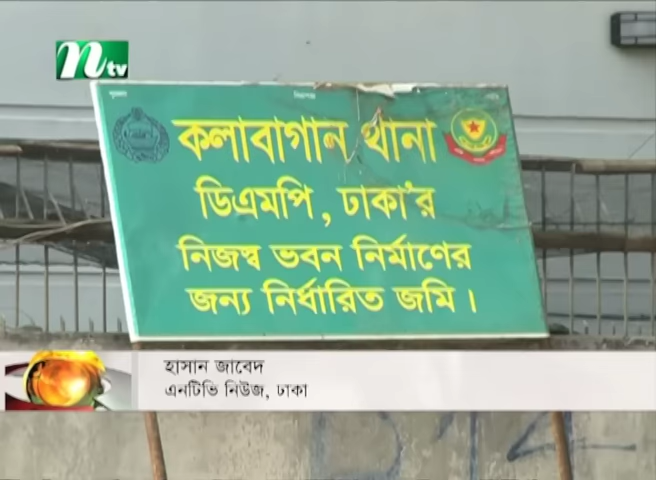 ntv
কলাবাগান থানা
ডিএমপি, ঢাকা'র
নিজস্ব ভবন নির্মাণের
জন্য নির্ধারিত জমি।
হাসান জাবেদ
এনটিভি নিউজ, ঢাকা